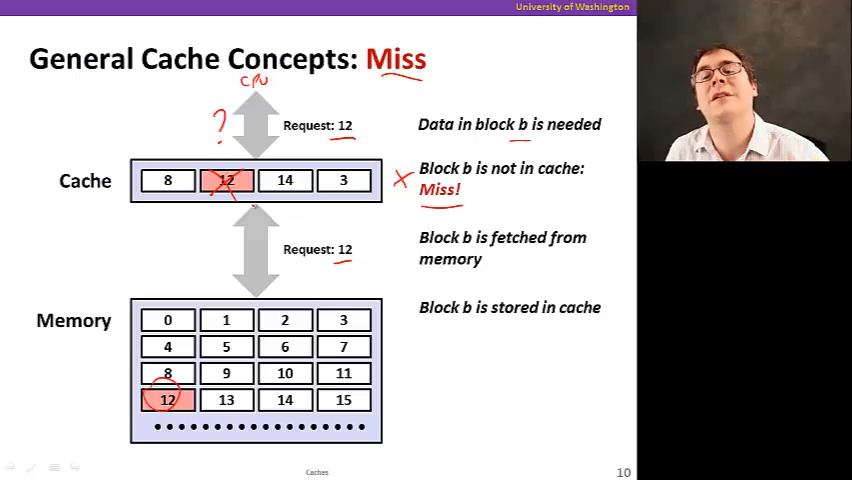 University of Washington
General Cache Concepts: Miss
CPU
?
Request: 12
Data in block b is needed
Cache
8 12 14 3
Block b is not in cache:
Miss!
Request: 12
Block b is fetched from
memory
Block b is stored in cache
Memory
0 1 2 3
4 5 6 7
8 9 10 11
12 13 14 15
Caches
10